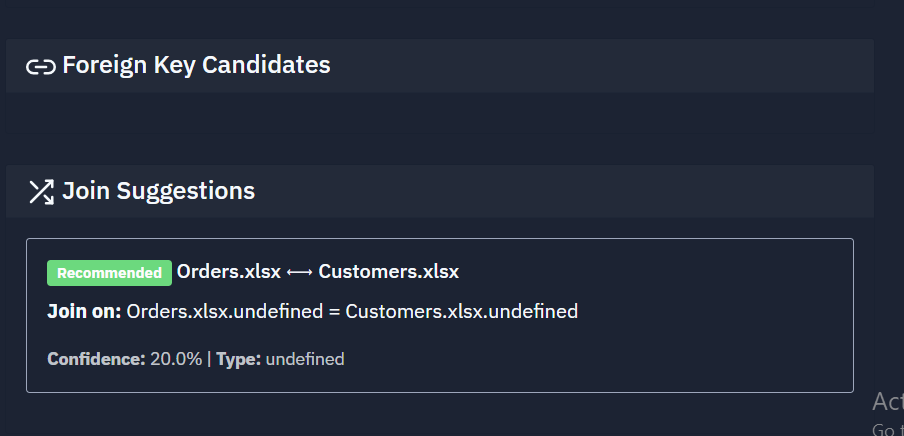 Foreign Key Candidates
Join Suggestions
Recommended Orders.xlsx ⟷ Customers.xlsx
Join on: Orders.xlsx.undefined = Customers.xlsx.undefined
Confidence: 20.0% | Type: undefined
Act
Go t